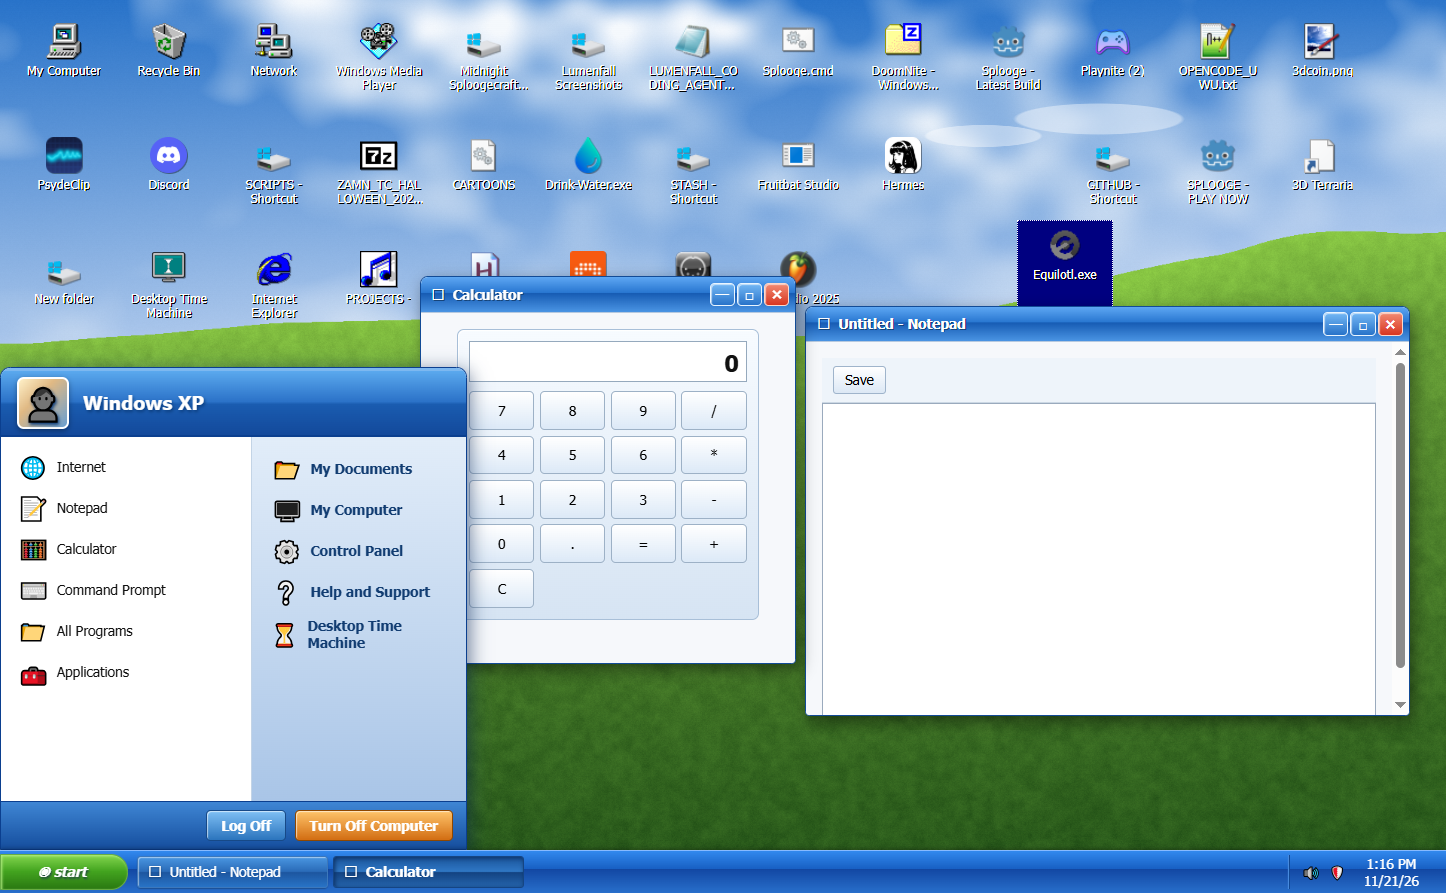 My Computer
Recycle Bin
Network
Windows Media
Player
Midnight
Sploogecraft...
Lumenfall
Screenshots
LUMENFALL_CO
DING_AGENT...
Splooge.cmd
DoomNite -
Windows...
Splooge -
Latest Build
Playnite (2)
OPENCODE_U
WU.txt
3dcoin.png
PsydeClip
Discord
SCRIPTS -
Shortcut
7z
ZAMN_TC_HAL
LOWEEN_202...
CARTOONS
Drink-Water.exe
STASH -
Shortcut
Fruitbat Studio
Hermes
GITHUB -
Shortcut
SPLOOGE -
PLAY NOW
3D Terraria
New folder
Desktop Time
Machine
Internet
Explorer
PROJECTS -
H
dio 2025
Equilotl.exe
Calculator
0
7 8 9 /
4 5 6 *
1 2 3 -
0 . = +
C
Untitled - Notepad
Save
Windows XP
Internet
Notepad
Calculator
Command Prompt
All Programs
Applications
My Documents
My Computer
Control Panel
Help and Support
Desktop Time
Machine
Log Off
Turn Off Computer
start
Untitled - Notepad
Calculator
1:16 PM
11/21/26